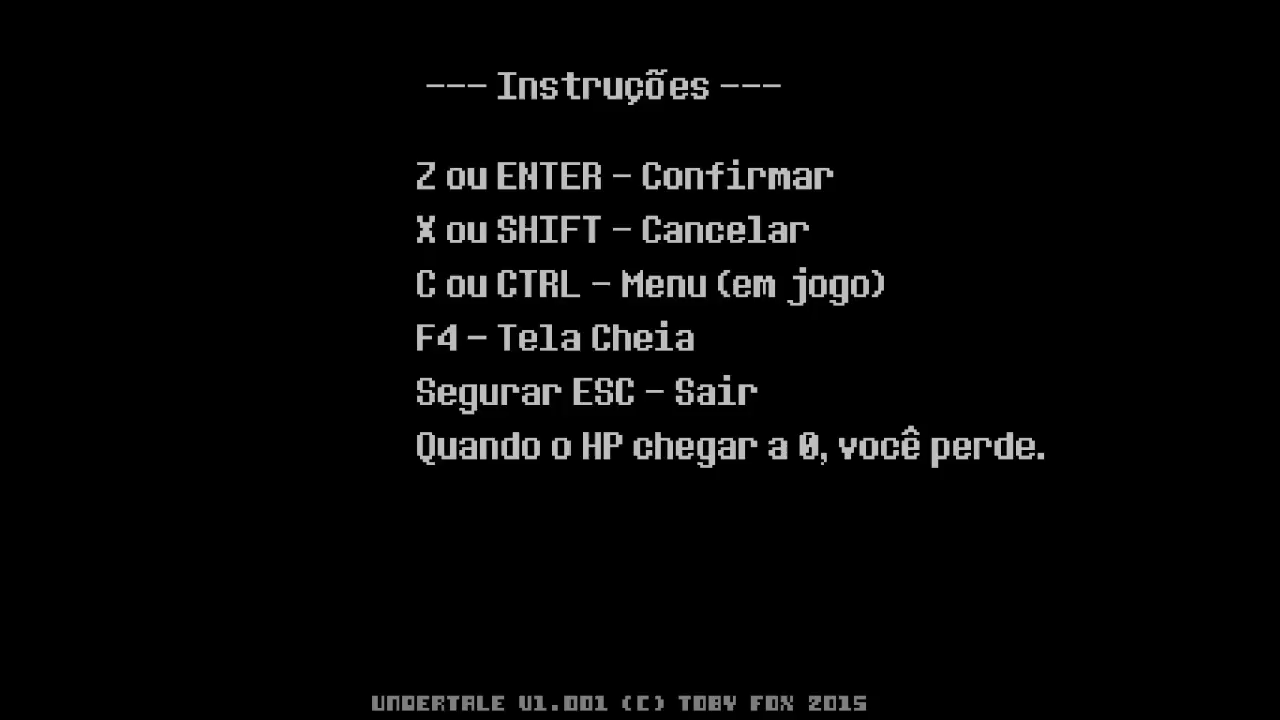 --- Instruções ---
Z ou ENTER - Confirmar
X ou SHIFT - Cancelar
C ou CTRL - Menu (em jogo)
F4 - Tela Cheia
Segurar ESC - Sair
Quando o HP chegar a 0, você perde.
UNDERTALE V1.001 (C) TOBY FOX 2015